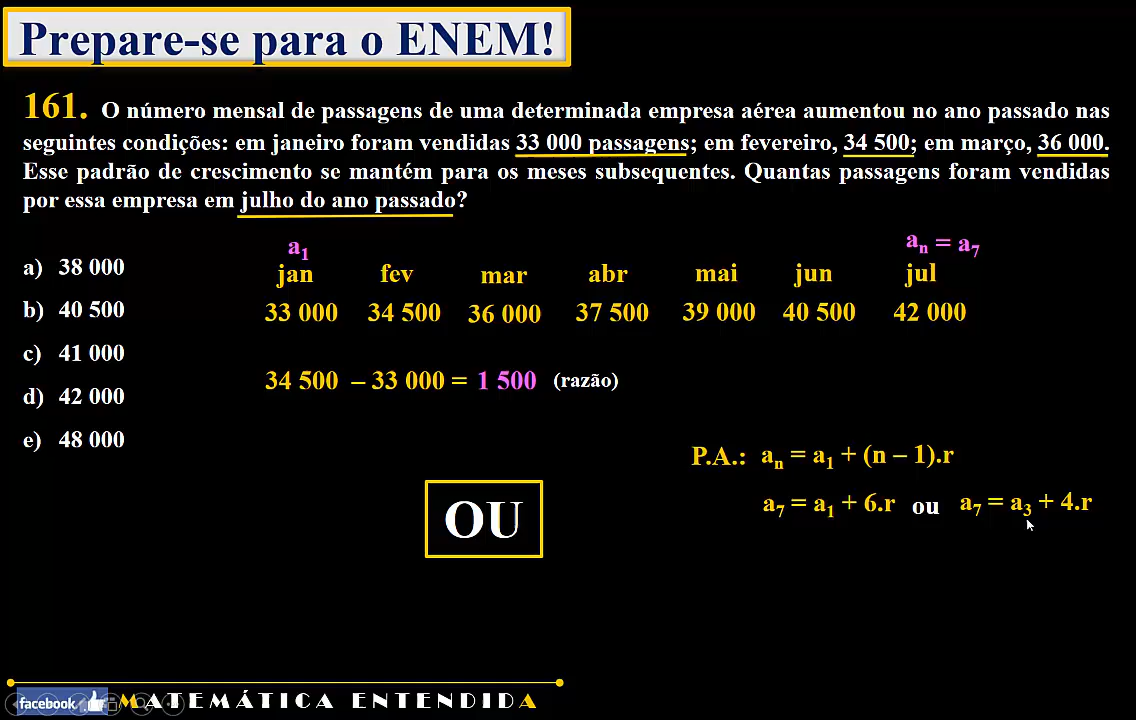 Prepare-se para o ENEM!
161. O número mensal de passagens de uma determinada empresa aérea aumentou no ano passado nas
seguintes condições: em janeiro foram vendidas 33 000 passagens; em fevereiro, 34 500; em março, 36 000.
Esse padrão de crescimento se mantém para os meses subsequentes. Quantas passagens foram vendidas
por essa empresa em julho do ano passado?
a) 38 000
b) 40 500
c) 41 000
d) 42 000
e) 48 000
a₁ aₙ = a₇
jan fev mar abr mai jun jul
33 000 34 500 36 000 37 500 39 000 40 500 42 000
34 500 – 33 000 = 1 500 (razão)
OU
P.A.: aₙ = a₁ + (n – 1).r
a₇ = a₁ + 6.r ou a₇ = a₃ + 4.r
facebook MATEMÁTICA ENTENDIDA